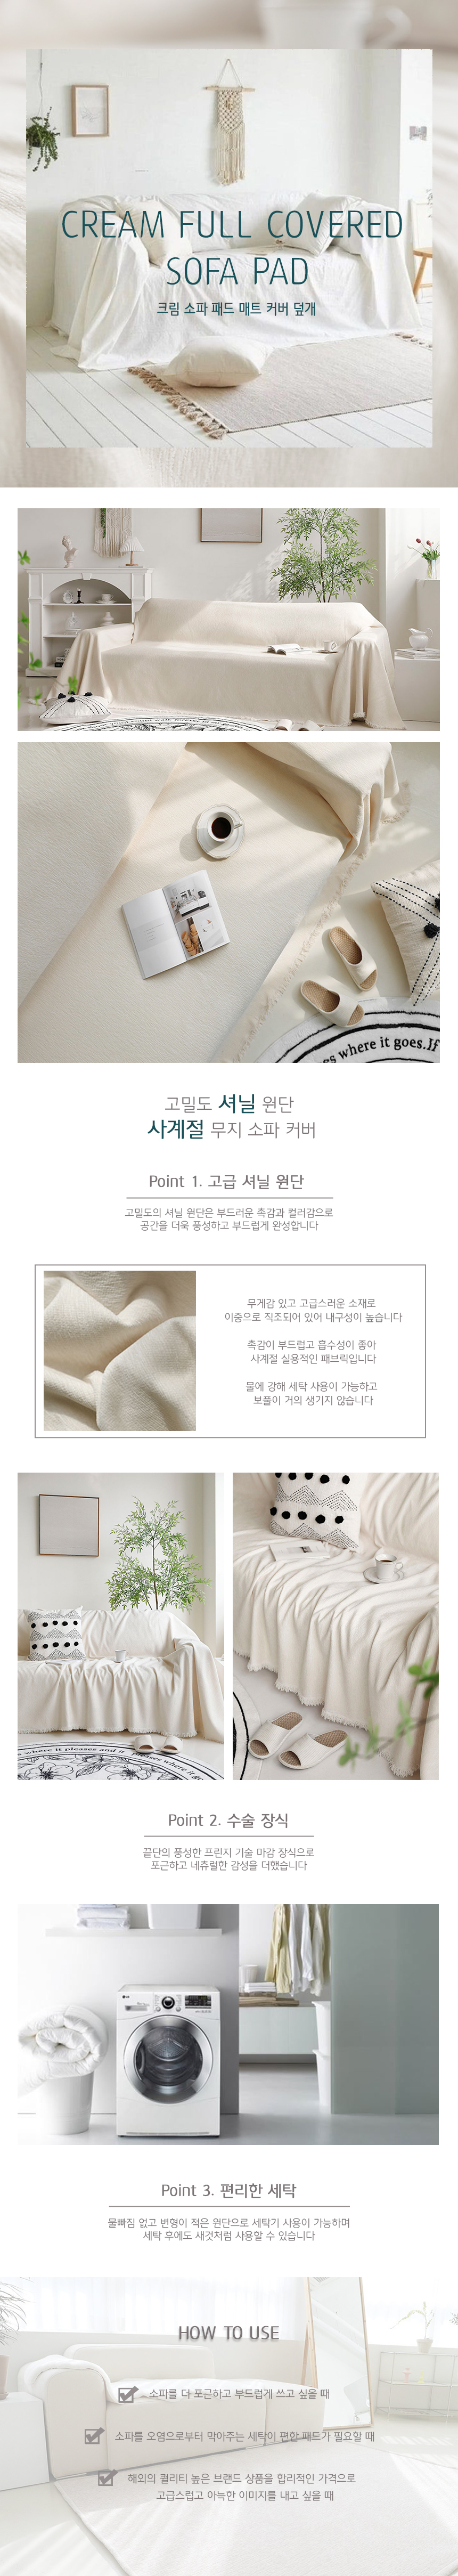 CREAM FULL COVERED
SOFA PAD
크림 소파 패드 매트 커버 덮개
where it goes.If
고밀도 셔닐 원단
사계절 무지 소파 커버
Point 1. 고급 셔닐 원단
고밀도의 셔닐 원단은 부드러운 촉감과 컬러감으로
공간을 더욱 풍성하고 부드럽게 완성합니다
무게감 있고 고급스러운 소재로
이중으로 직조되어 있어 내구성이 높습니다
촉감이 부드럽고 흡수성이 좋아
사계절 실용적인 패브릭입니다
물에 강해 세탁 사용이 가능하고
보풀이 거의 생기지 않습니다
where it pleases and it
Point 2. 수술 장식
끝단의 풍성한 프린지 기술 마감 장식으로
포근하고 네츄럴한 감성을 더했습니다
LG
Point 3. 편리한 세탁
물빠짐 없고 변형이 적은 원단으로 세탁기 사용이 가능하며
세탁 후에도 새것처럼 사용할 수 있습니다
HOW TO USE
소파를 더 포근하고 부드럽게 쓰고 싶을 때
소파를 오염으로부터 막아주는 세탁이 편한 패드가 필요할 때
해외의 퀄리티 높은 브랜드 상품을 합리적인 가격으로
고급스럽고 아늑한 이미지를 내고 싶을 때